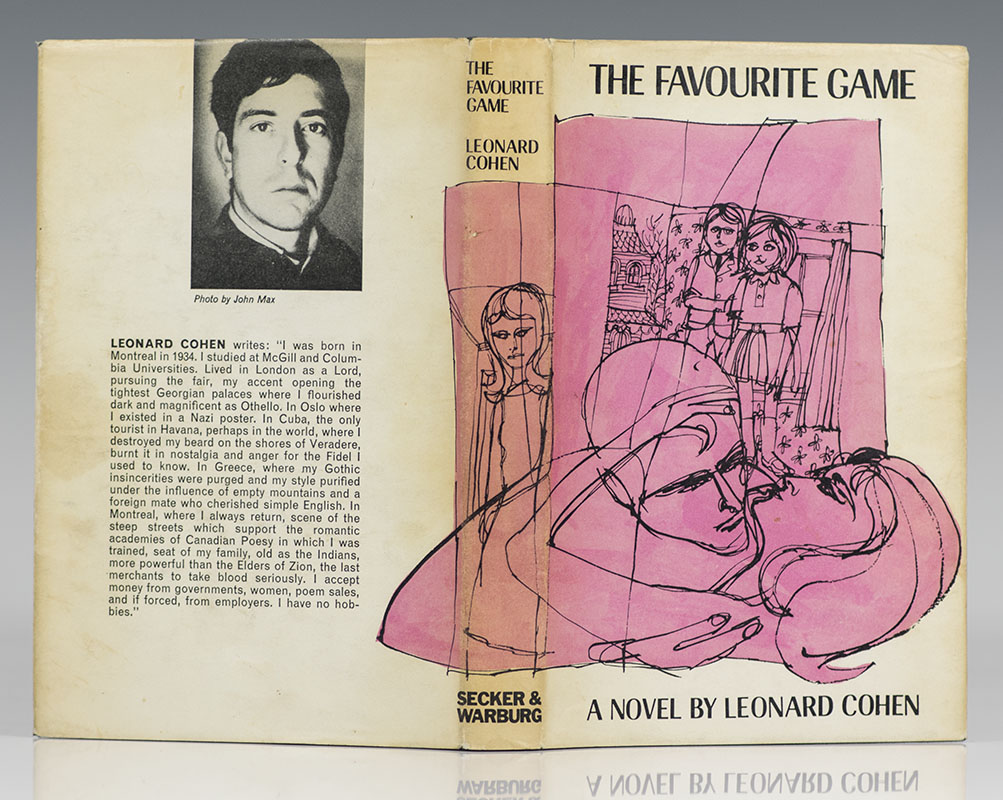 Photo by John Max
LEONARD COHEN writes: "I was born in
Montreal in 1934. I studied at McGill and Colum-
bia Universities. Lived in London as a Lord,
pursuing the fair, my accent opening the
tightest Georgian palaces where I flourished
dark and magnificent as Othello. In Oslo where
I existed in a Nazi poster. In Cuba, the only
tourist in Havana, perhaps in the world, where I
destroyed my beard on the shores of Veradere,
burnt it in nostalgia and anger for the Fidel I
used to know. In Greece, where my Gothic
insincerities were purged and my style purified
under the influence of empty mountains and a
foreign mate who cherished simple English. In
Montreal, where I always return, scene of the
steep streets which support the romantic
academies of Canadian Poesy in which I was
trained, seat of my family, old as the Indians,
more powerful than the Elders of Zion, the last
merchants to take blood seriously. I accept
money from governments, women, poem sales,
and if forced, from employers. I have no hob-
bies."
THE
FAVOURITE
GAME
LEONARD
COHEN
SECKER &
WARBURG
THE FAVOURITE GAME
A NOVEL BY LEONARD COHEN